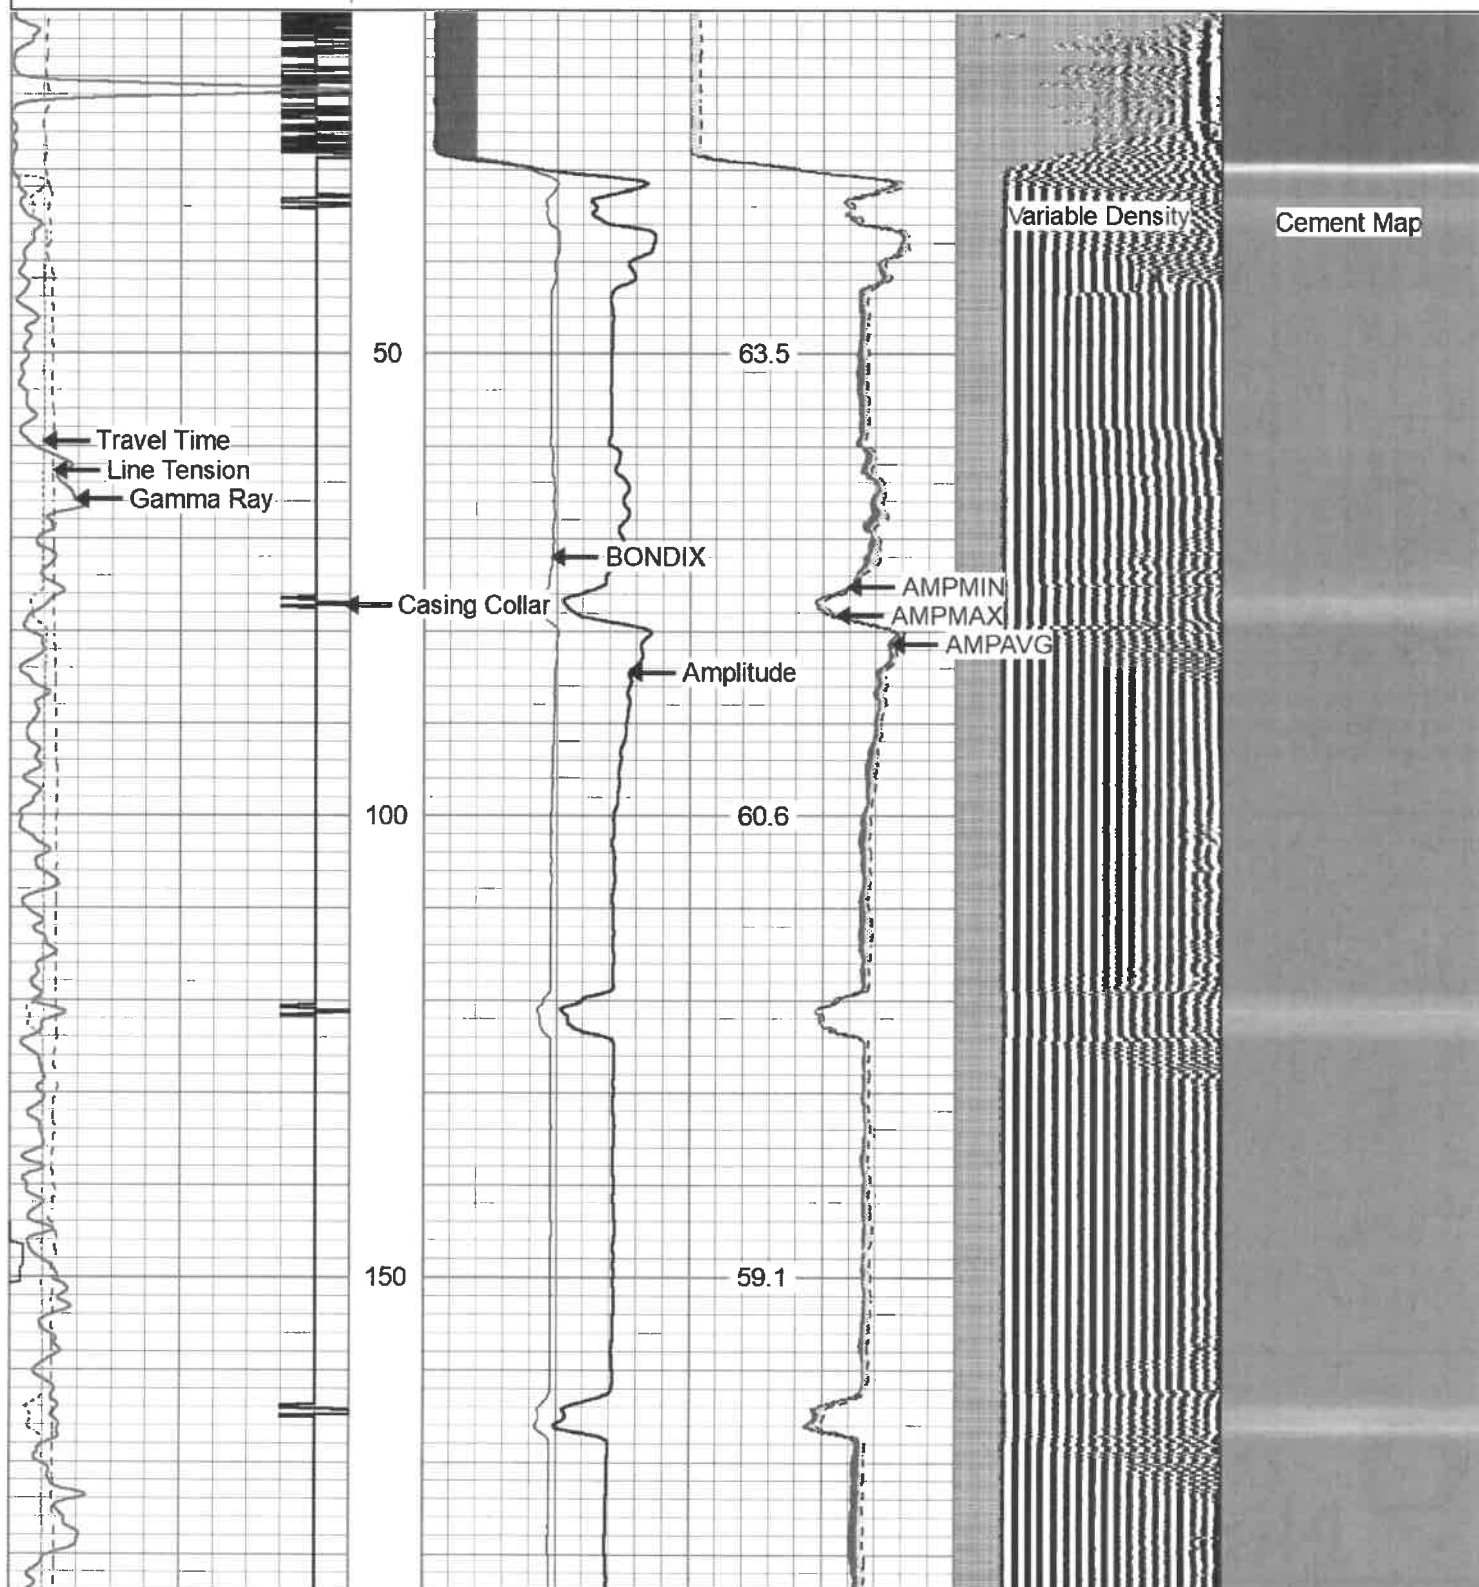 Variable Density
Cement Map
50
63.5
Travel Time
Line Tension
Gamma Ray
BONDIX
AMPMIN
Casing Collar
AMPMAX
AMPAVG
Amplitude
100
60.6
150
59.1